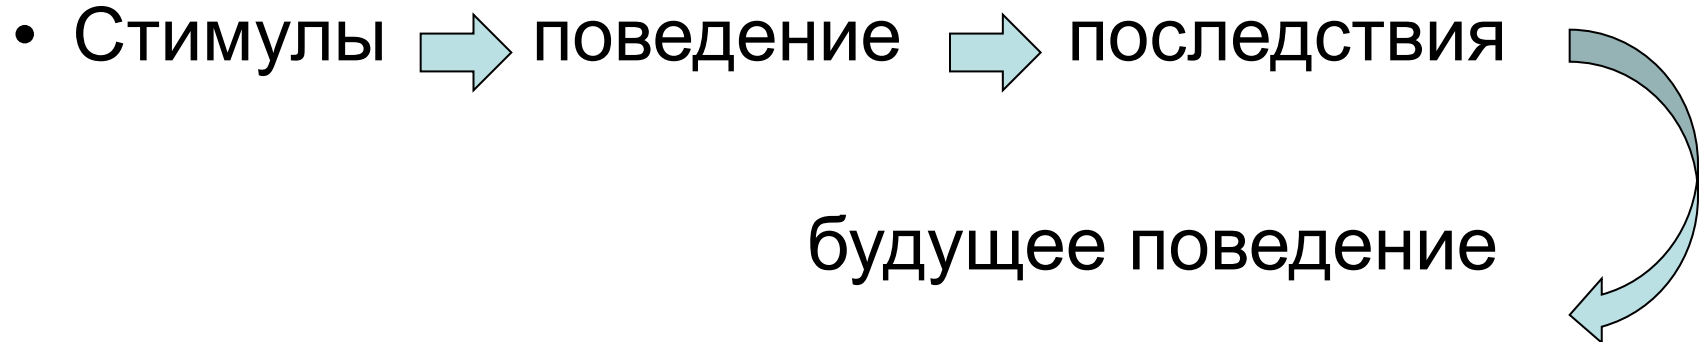 • Стимулы поведение последствия
будущее поведение